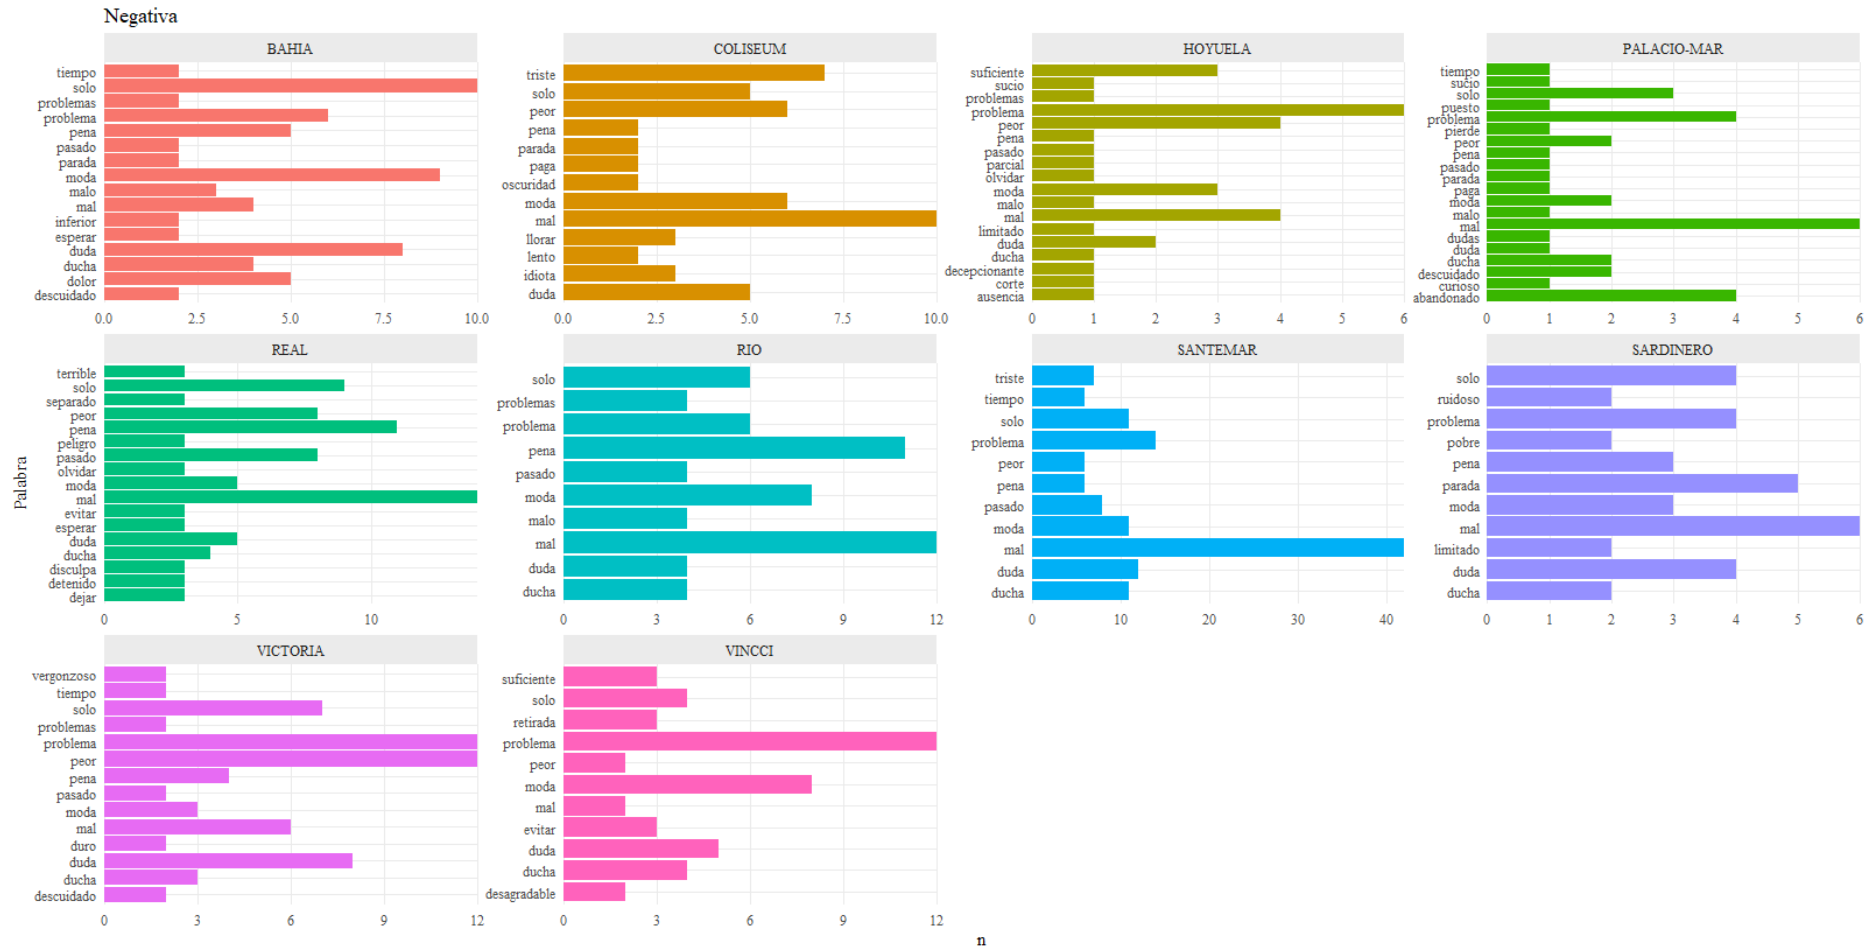 Negativa
BAHIA
tiempo
solo
problemas
problema
pena
pasado
parada
moda
malo
mal
inferior
esperar
duda
ducha
dolor
descuidado
0.0 2.5 5.0 7.5 10.0
COLISEUM
triste
solo
peor
pena
parada
paga
oscuridad
moda
mal
llorar
lento
idiota
duda
0.0 2.5 5.0 7.5 10.0
HOYUELA
suficiente
sucio
problemas
problema
peor
pena
pasado
parcial
olvidar
moda
malo
mal
limitado
duda
ducha
decepcionante
corte
ausencia
0 1 2 3 4 5 6
PALACIO-MAR
tiempo
sucio
solo
puesto
problema
pierde
peor
pena
pasado
parada
paga
moda
malo
mal
dudas
duda
ducha
descuidado
curioso
abandonado
0 1 2 3 4 5 6
Palabra
REAL
terrible
solo
separado
peor
pena
peligro
pasado
olvidar
moda
mal
evitar
esperar
duda
ducha
disculpa
detenido
dejar
0 5 10
RIO
solo
problemas
problema
pena
pasado
moda
malo
mal
duda
ducha
0 3 6 9 12
SANTEMAR
triste
tiempo
solo
problema
peor
pena
pasado
moda
mal
duda
ducha
0 10 20 30 40
SARDINERO
solo
ruidoso
problema
pobre
pena
parada
moda
mal
limitado
duda
ducha
0 1 2 3 4 5 6
VICTORIA
vergonzoso
tiempo
solo
problemas
problema
peor
pena
pasado
moda
mal
duro
duda
ducha
descuidado
0 3 6 9 12
VINCCI
suficiente
solo
retirada
problema
peor
moda
mal
evitar
duda
ducha
desagradable
0 3 6 9 12
n